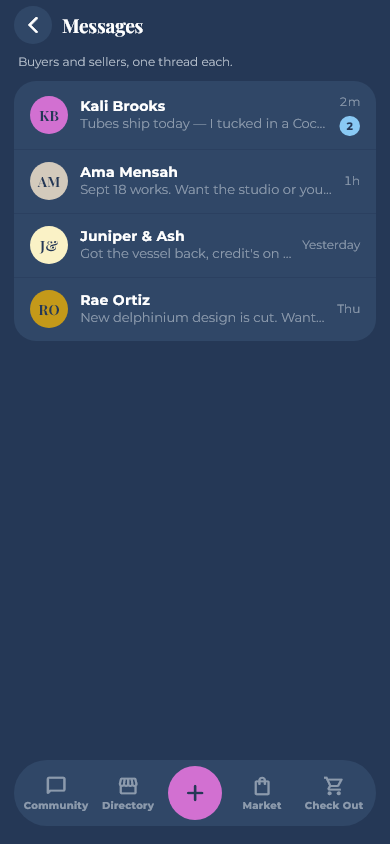 Messages
Buyers and sellers, one thread each.
KB
Kali Brooks
2m
Tubes ship today — I tucked in a Coc...
2
AM
Ama Mensah
Sept 18 works. Want the studio or you...
1h
J&
Juniper & Ash
Got the vessel back, credit's on ...
Yesterday
RO
Rae Ortiz
New delphinium design is cut. Want...
Thu
Community
Directory
+
Market
Check Out